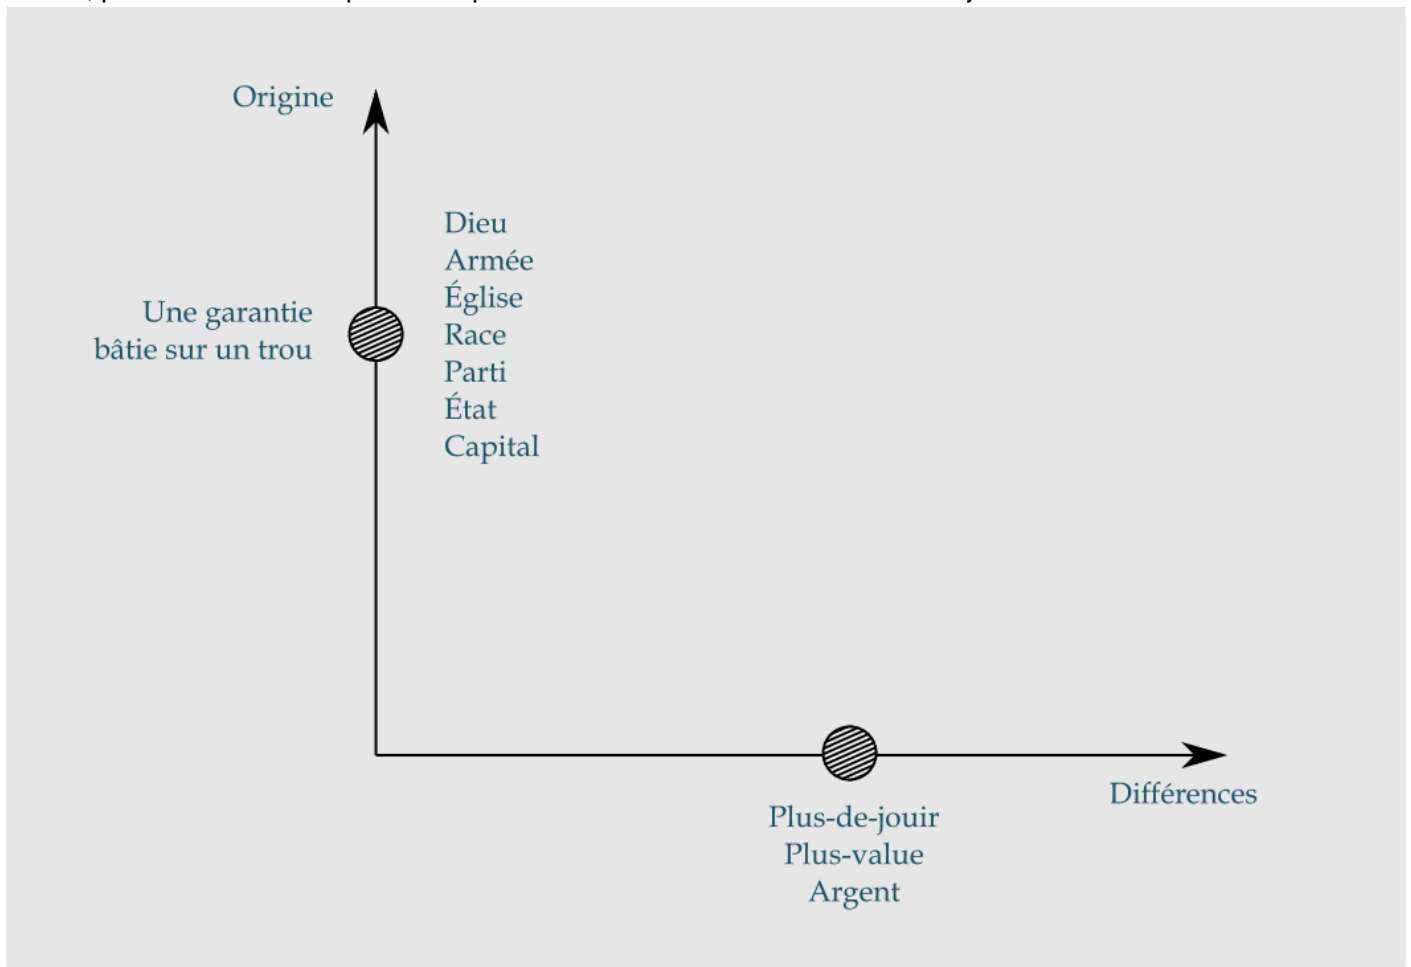 Origine
Dieu
Armée
Église
Une garantie
bâtie sur un trou
Race
Parti
État
Capital
Différences
Plus-de-jouir
Plus-value
Argent